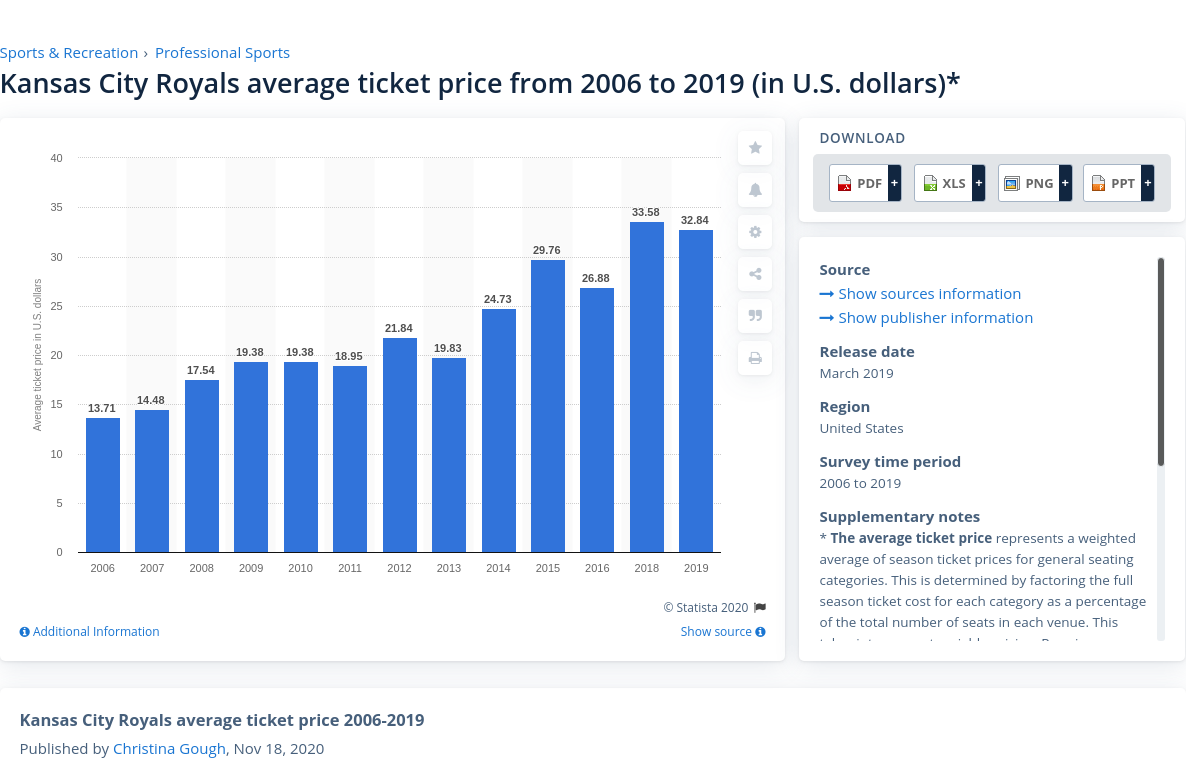 Sports & Recreation › Professional Sports
Kansas City Royals average ticket price from 2006 to 2019 (in U.S. dollars)*
Average ticket price in U.S. dollars
40
35
30
25
20
15
10
5
0
13.71
14.48
17.54
19.38
19.38
18.95
21.84
19.83
24.73
29.76
26.88
33.58
32.84
2006 2007 2008 2009 2010 2011 2012 2013 2014 2015 2016 2018 2019
© Statista 2020
Additional Information
Show source
DOWNLOAD
PDF + XLS + PNG + PPT +
Source
Show sources information
Show publisher information
Release date
March 2019
Region
United States
Survey time period
2006 to 2019
Supplementary notes
* The average ticket price represents a weighted
average of season ticket prices for general seating
categories. This is determined by factoring the full
season ticket cost for each category as a percentage
of the total number of seats in each venue. This
Kansas City Royals average ticket price 2006-2019
Published by Christina Gough, Nov 18, 2020